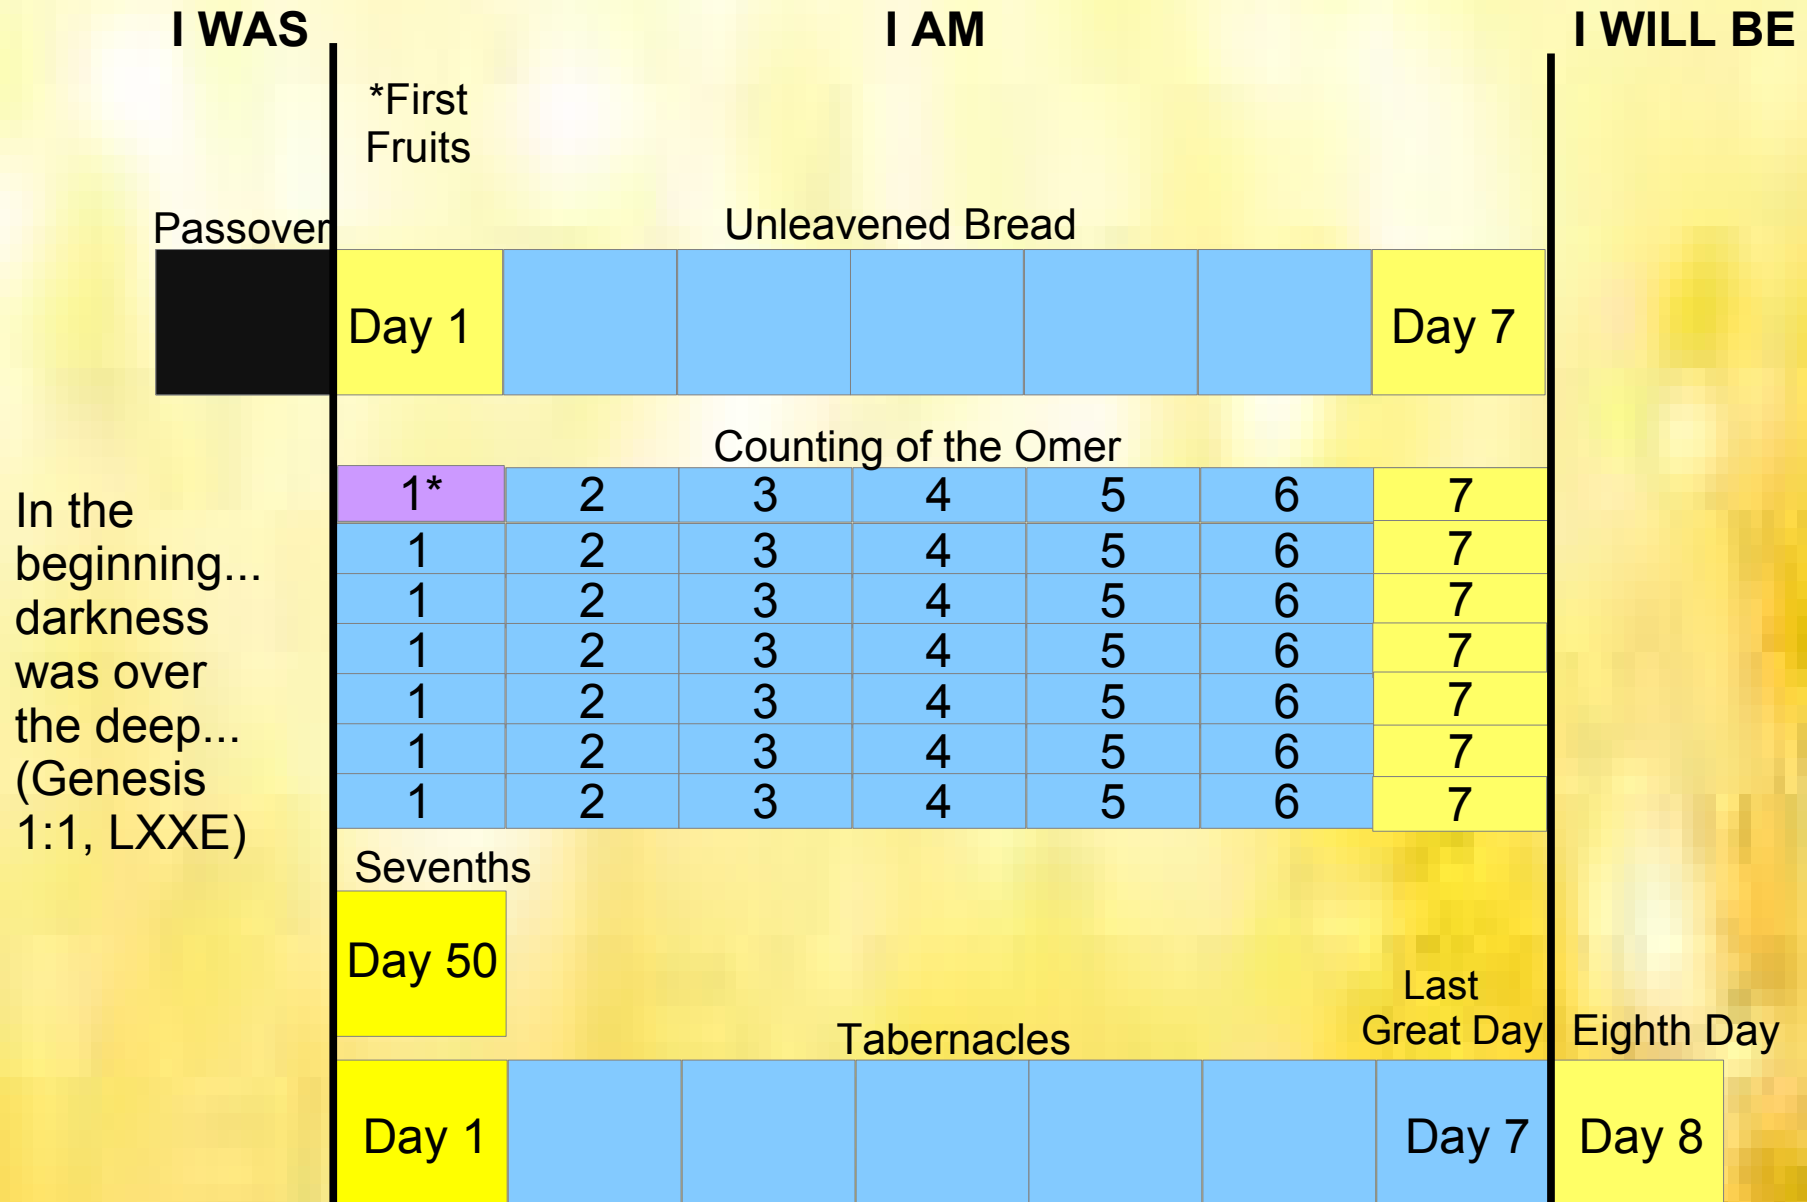 I WAS I AM I WILL BE
*First
Fruits
Passover Unleavened Bread
Day 1 Day 7
Counting of the Omer
1* 2 3 4 5 6 7
1 2 3 4 5 6 7
1 2 3 4 5 6 7
1 2 3 4 5 6 7
1 2 3 4 5 6 7
1 2 3 4 5 6 7
1 2 3 4 5 6 7
In the
beginning...
darkness
was over
the deep...
(Genesis
1:1, LXXE)
Sevenths
Day 50
Tabernacles
Last
Great Day
Eighth Day
Day 1 Day 7 Day 8